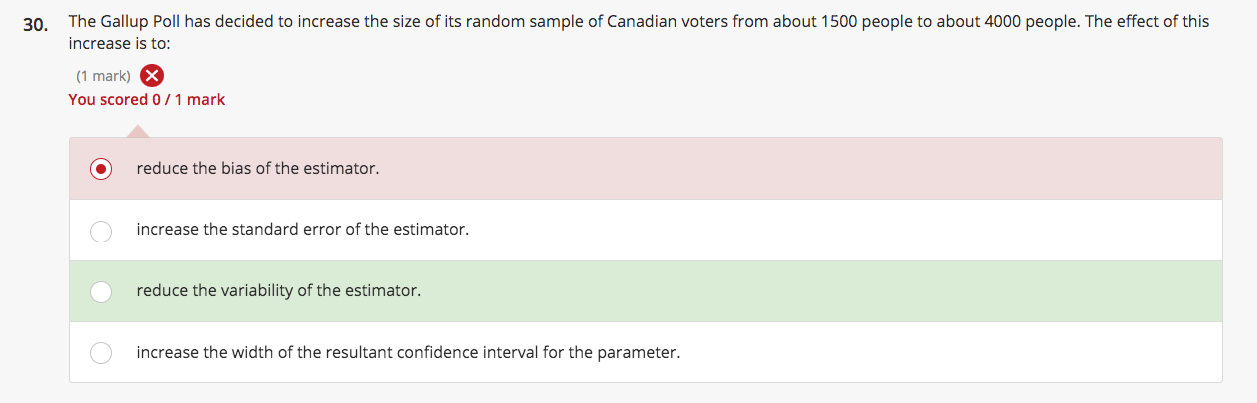 30. The Gallup Poll has decided to increase the size of its random sample of Canadian voters from about 1500 people to about 4000 people. The effect of this
increase is to:
(1 mark)
You scored 0 / 1 mark
reduce the bias of the estimator.
increase the standard error of the estimator.
reduce the variability of the estimator.
increase the width of the resultant confidence interval for the parameter.